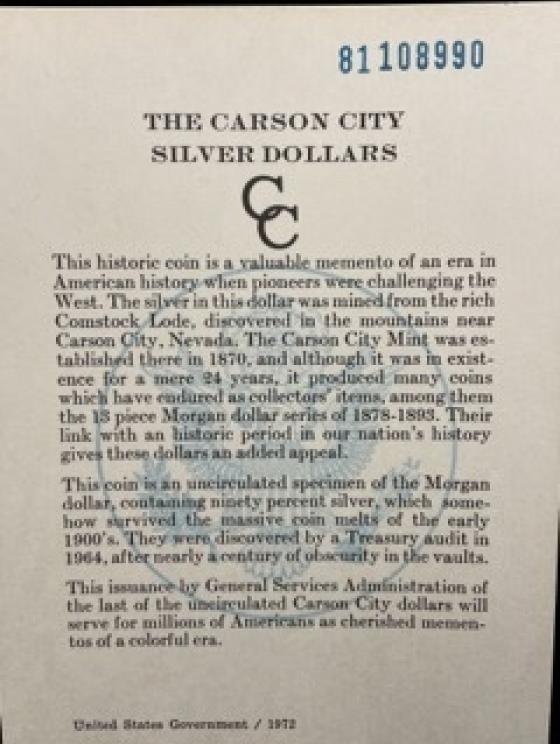 81108990
THE CARSON CITY
SILVER DOLLARS
CC
This historic coin is a valuable memento of an era in
American history when pioneers were challenging the
West. The silver in this dollar was mined from the rich
Comstock Lode, discovered in the mountains near
Carson City, Nevada. The Carson City Mint was es-
tablished there in 1870, and although it was in exist-
ence for a mere 24 years, it produced many coins
which have endured as collectors' items, among them
the 13 piece Morgan dollar series of 1878-1893. Their
link with an historic period in our nation's history
gives these dollars an added appeal.
This coin is an uncirculated specimen of the Morgan
dollar, containing ninety percent silver, which some-
how survived the massive coin melts of the early
1900's. They were discovered by a Treasury audit in
1964, after nearly a century of obscurity in the vaults.
This issuance by General Services Administration of
the last of the uncirculated Carson City dollars will
serve for millions of Americans as cherished memen-
tos of a colorful era.
United States Government / 1972